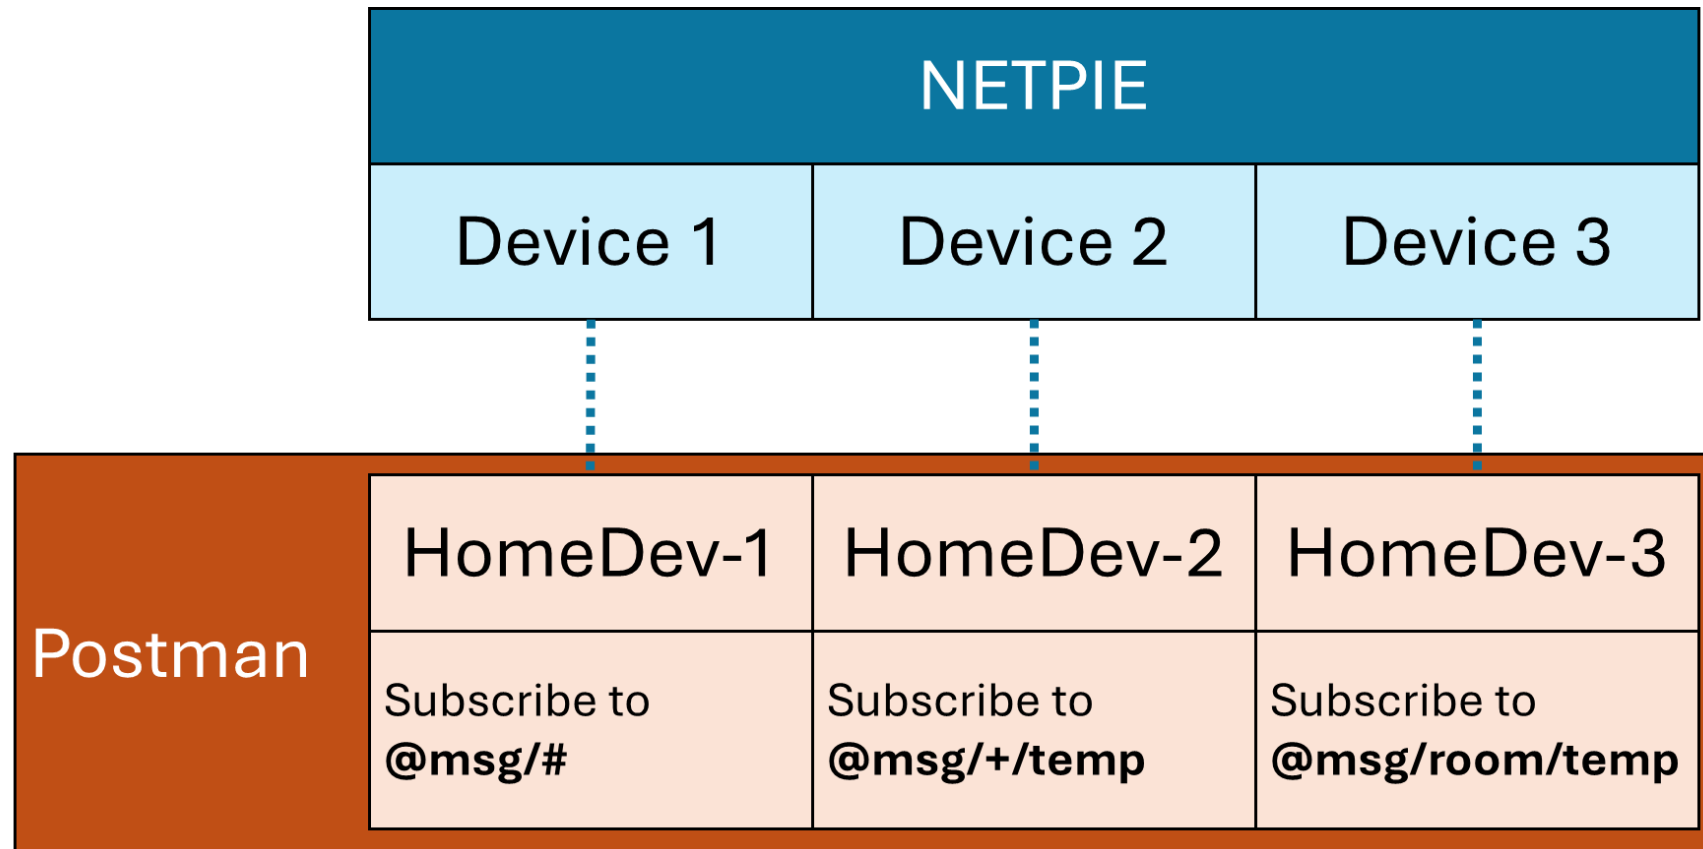 NETPIE
Device 1
Device 2
Device 3
Postman
HomeDev-1
HomeDev-2
HomeDev-3
Subscribe to
@msg/#
Subscribe to
@msg/+/temp
Subscribe to
@msg/room/temp